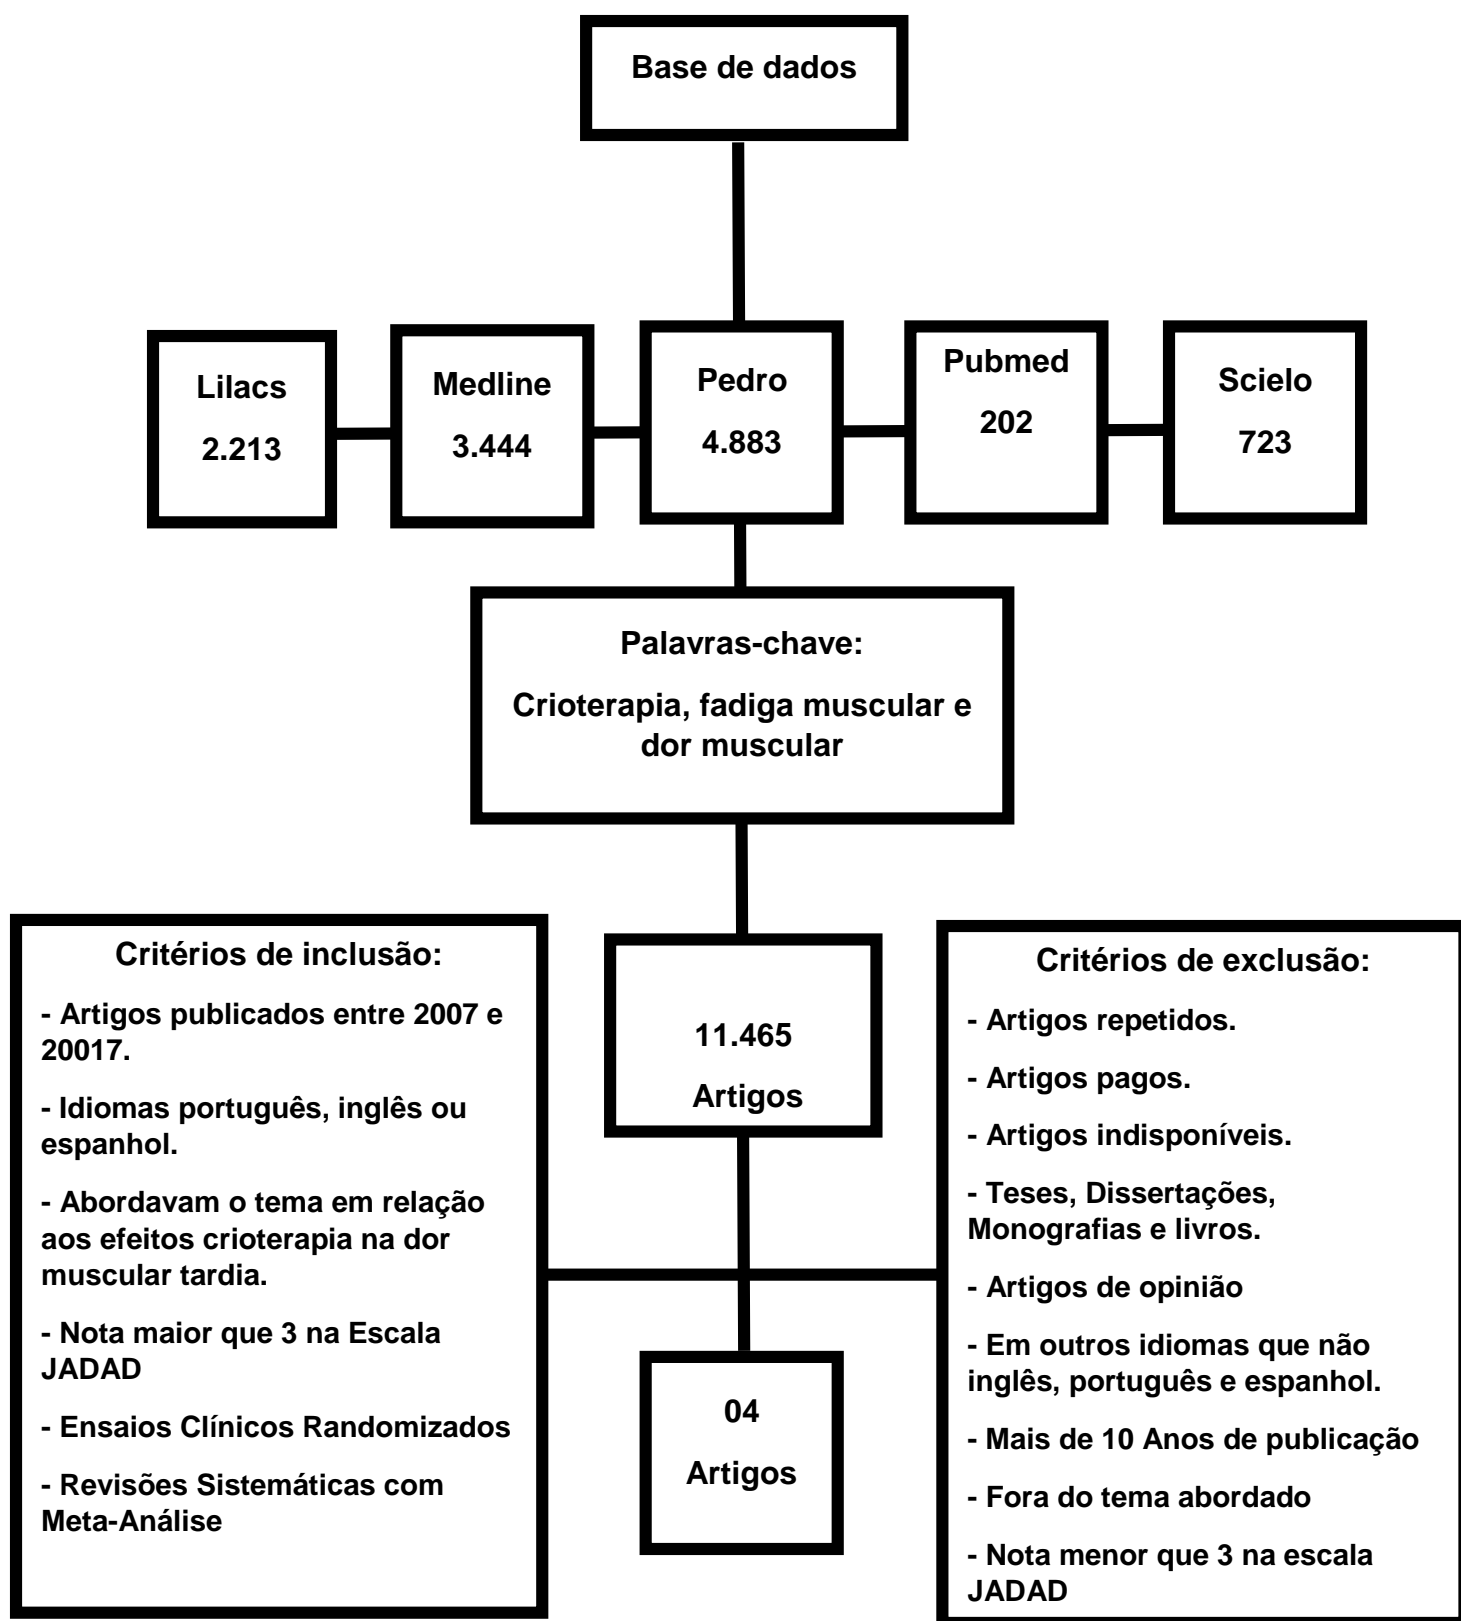 Base de dados
Lilacs
2.213
Medline
3.444
Pedro
4.883
Pubmed
202
Scielo
723
Palavras-chave:
Crioterapia, fadiga muscular e
dor muscular
11.465
Artigos
Critérios de inclusão:
- Artigos publicados entre 2007 e
20017.
- Idiomas português, inglês ou
espanhol.
- Abordavam o tema em relação
aos efeitos crioterapia na dor
muscular tardia.
- Nota maior que 3 na Escala
JADAD
- Ensaios Clínicos Randomizados
- Revisões Sistemáticas com
Meta-Análise
Critérios de exclusão:
- Artigos repetidos.
- Artigos pagos.
- Artigos indisponíveis.
- Teses, Dissertações,
Monografias e livros.
- Artigos de opinião
- Em outros idiomas que não
inglês, português e espanhol.
- Mais de 10 Anos de publicação
- Fora do tema abordado
- Nota menor que 3 na escala
JADAD
04
Artigos